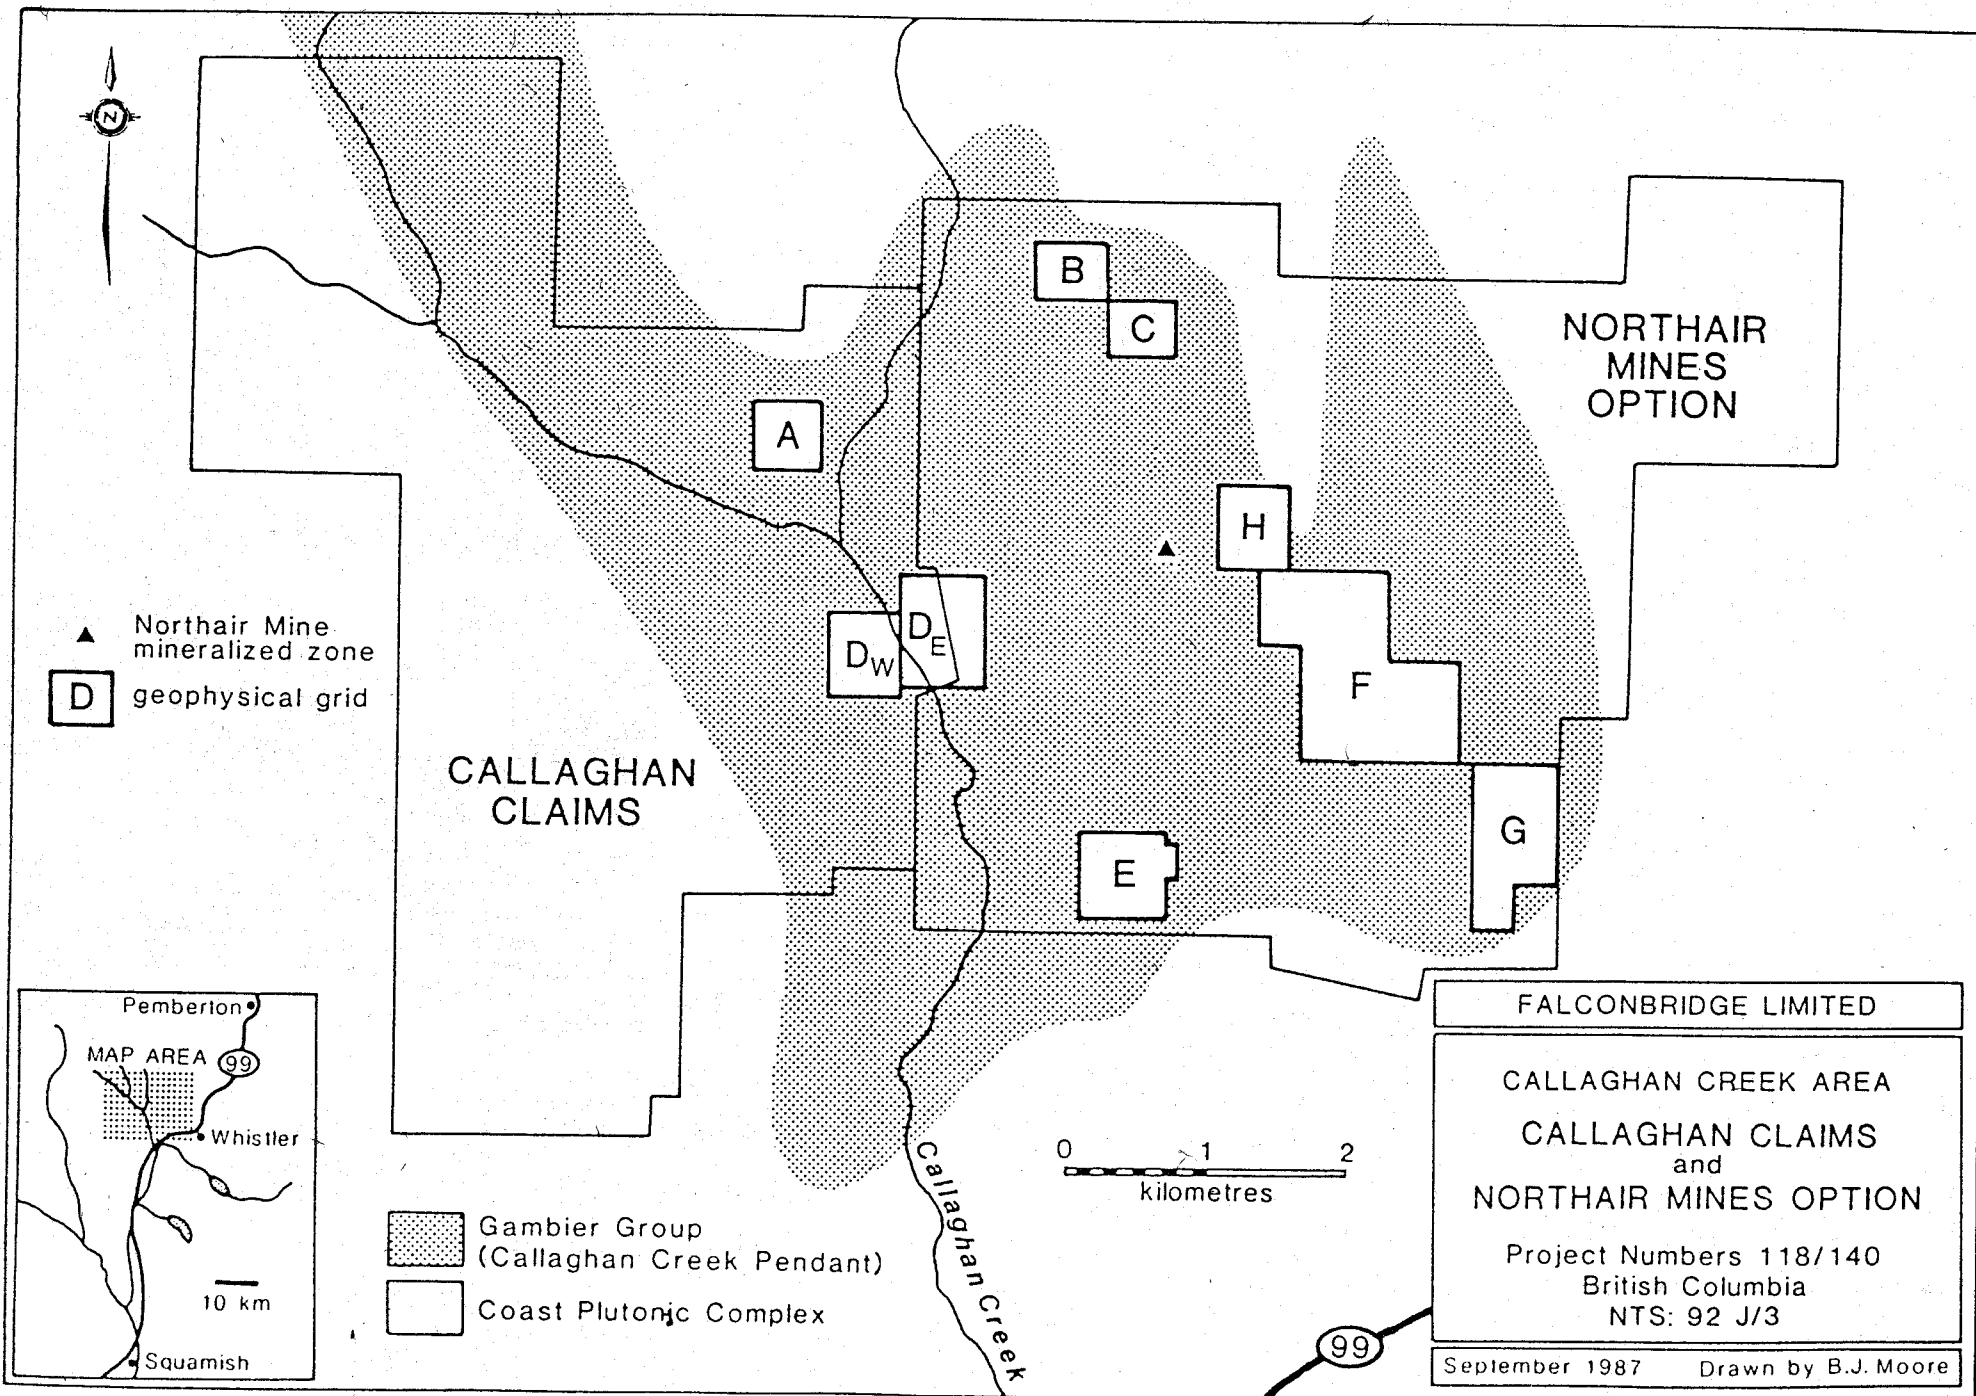 N
B
C
NORTHAIR
MINES
OPTION
A
H
Northair Mine
mineralized zone
D
geophysical grid
DW
DE
F
CALLAGHAN
CLAIMS
G
E
Pemberton
MAP AREA
99
Whistler
10 km
Squamish
Gambier Group
(Callaghan Creek Pendant)
Coast Plutonic Complex
Callaghan Creek
0 1 2
kilometres
99
FALCONBRIDGE LIMITED
CALLAGHAN CREEK AREA
CALLAGHAN CLAIMS
and
NORTHAIR MINES OPTION
Project Numbers 118/140
British Columbia
NTS: 92 J/3
September 1987 Drawn by B.J. Moore